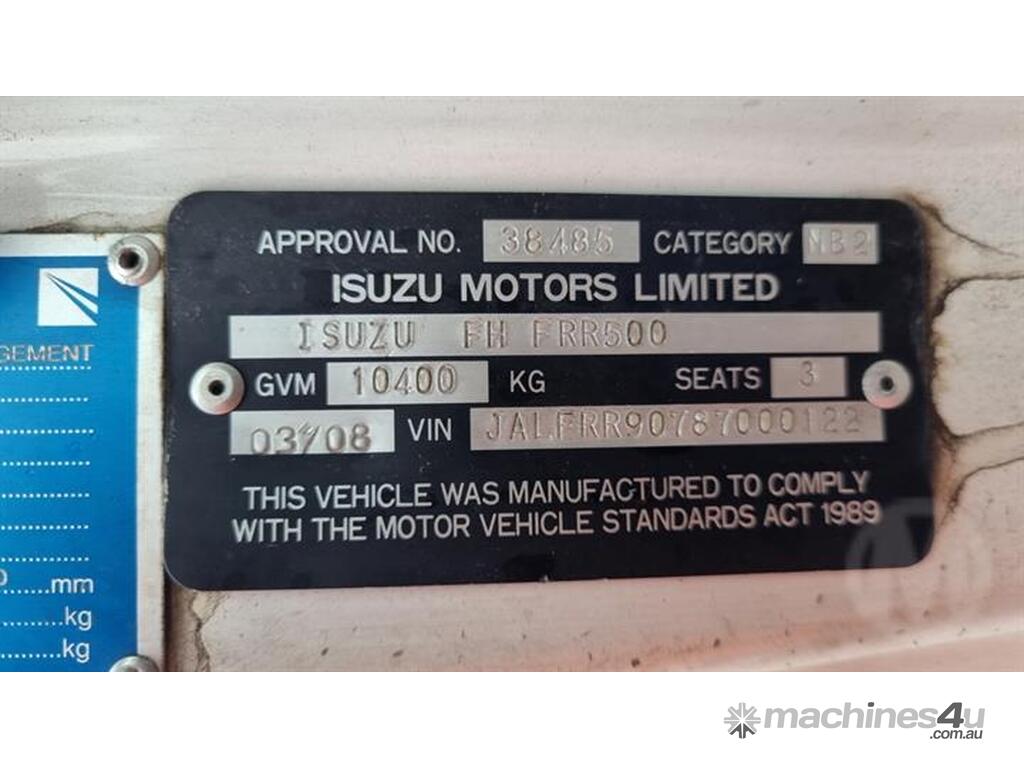 APPROVAL NO. 38485 CATEGORY NB2
ISUZU MOTORS LIMITED
ISUZU FH FRR500
GVM 10400 KG SEATS 3
03/08 VIN JALFRR90787000122
THIS VEHICLE WAS MANUFACTURED TO COMPLY
WITH THE MOTOR VEHICLE STANDARDS ACT 1989
GEMENT
mm
kg
kg
machines4u
.com.au